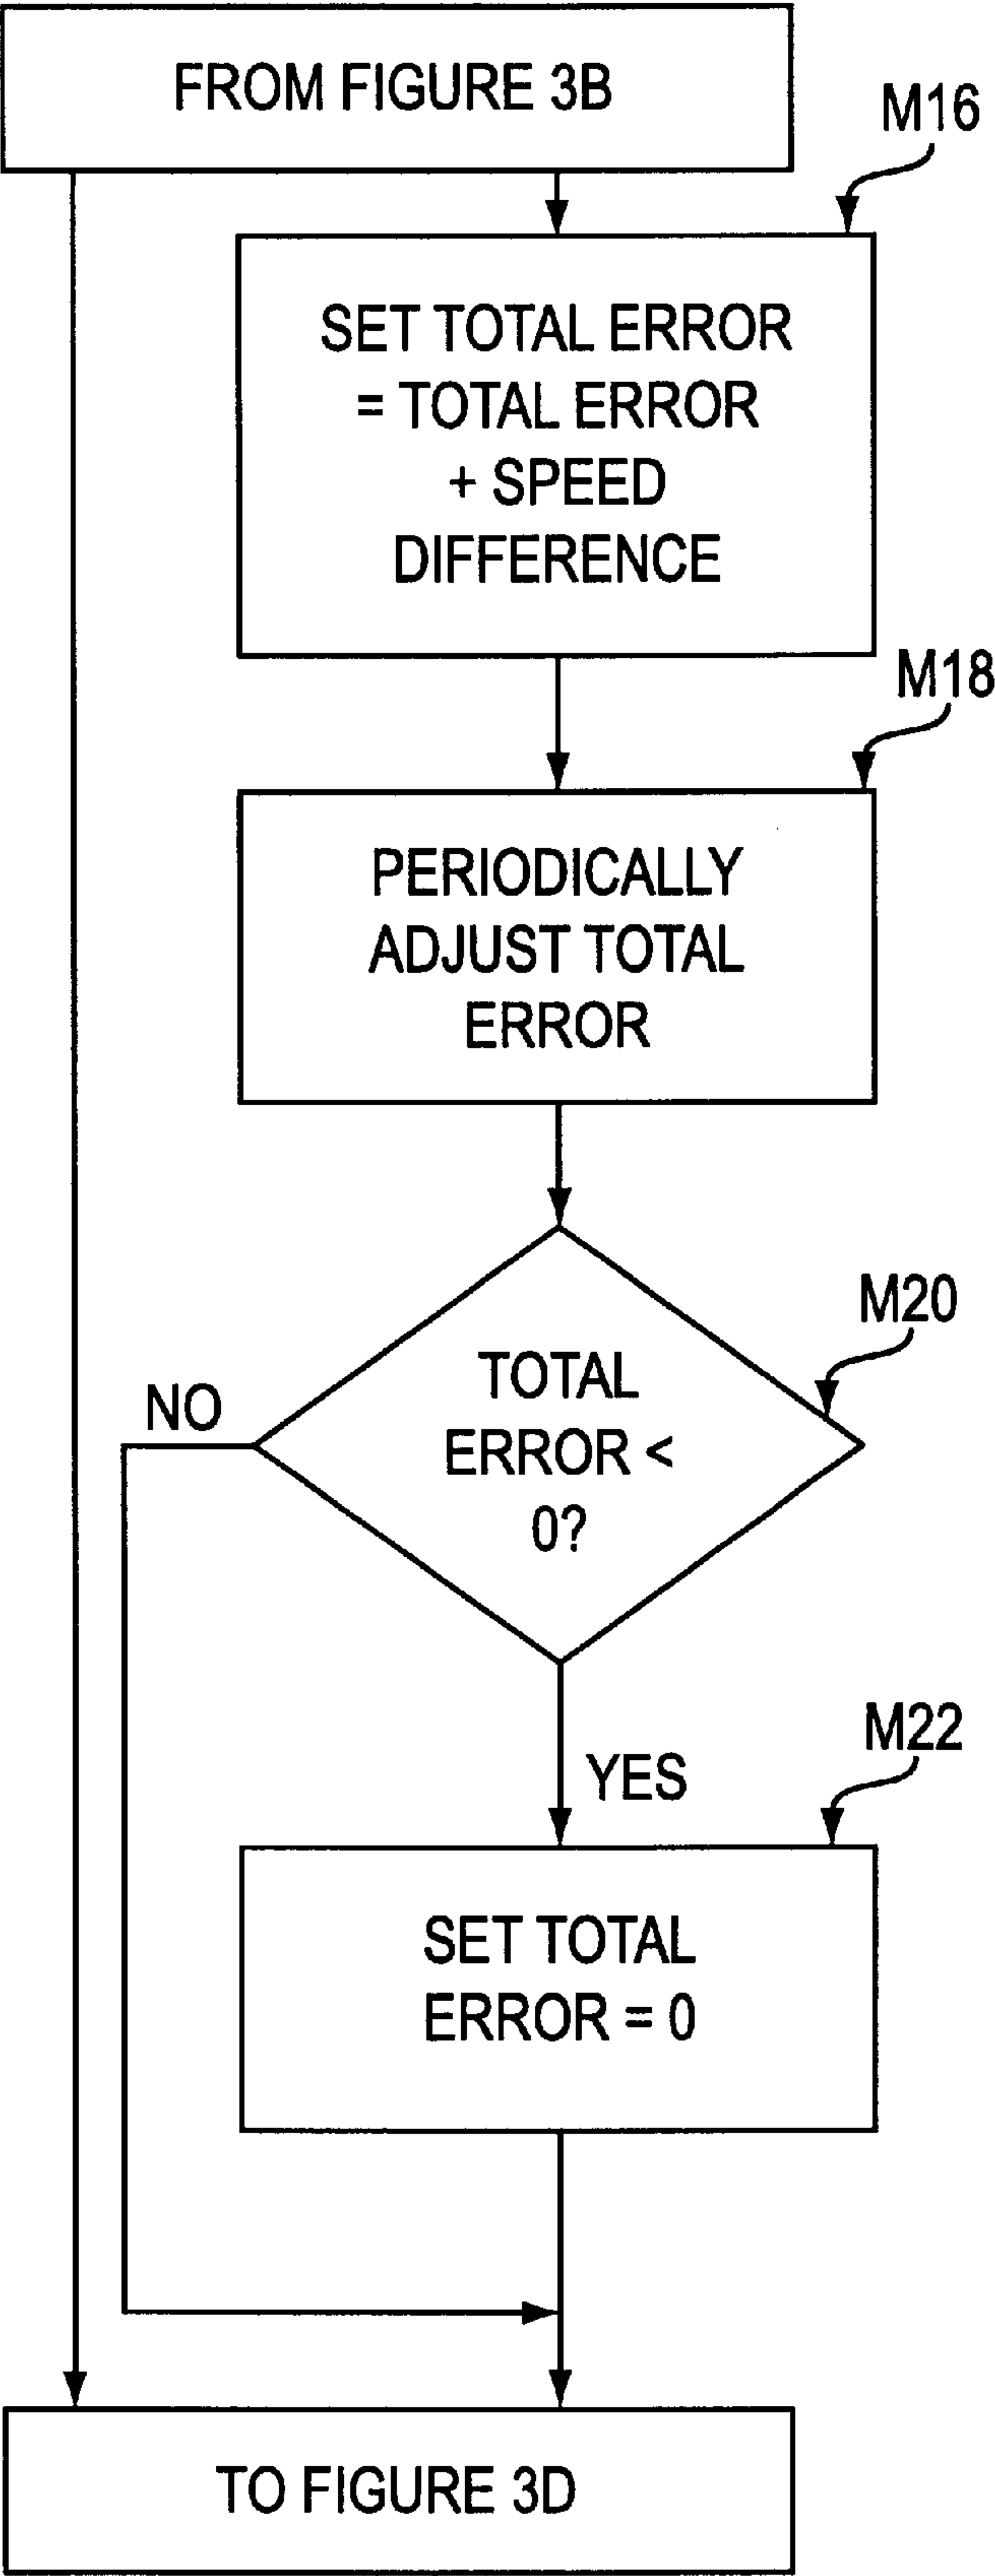 FROM FIGURE 3B
M16
SET TOTAL ERROR
= TOTAL ERROR
+ SPEED
DIFFERENCE
M18
PERIODICALLY
ADJUST TOTAL
ERROR
M20
NO
TOTAL
ERROR <
0?
YES
M22
SET TOTAL
ERROR = 0
TO FIGURE 3D